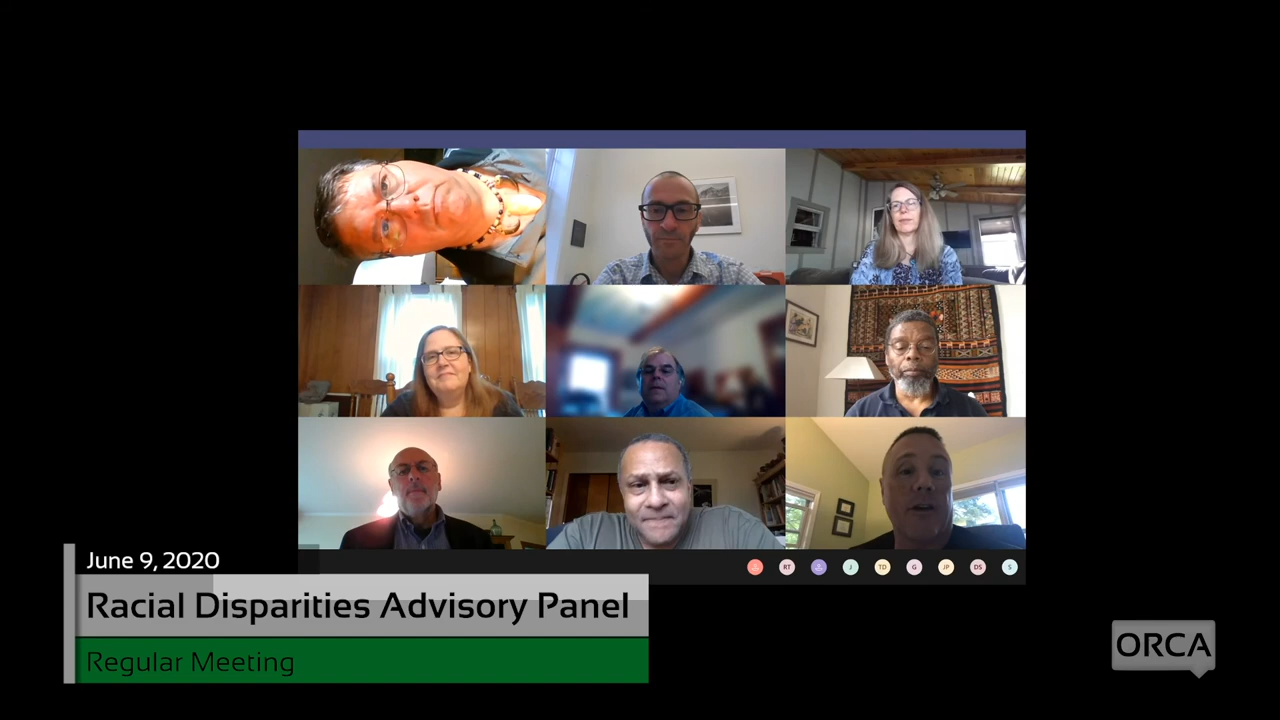 RT
J
TD
G
JP
DS
S
June 9, 2020
Racial Disparities Advisory Panel
Regular Meeting
ORCA